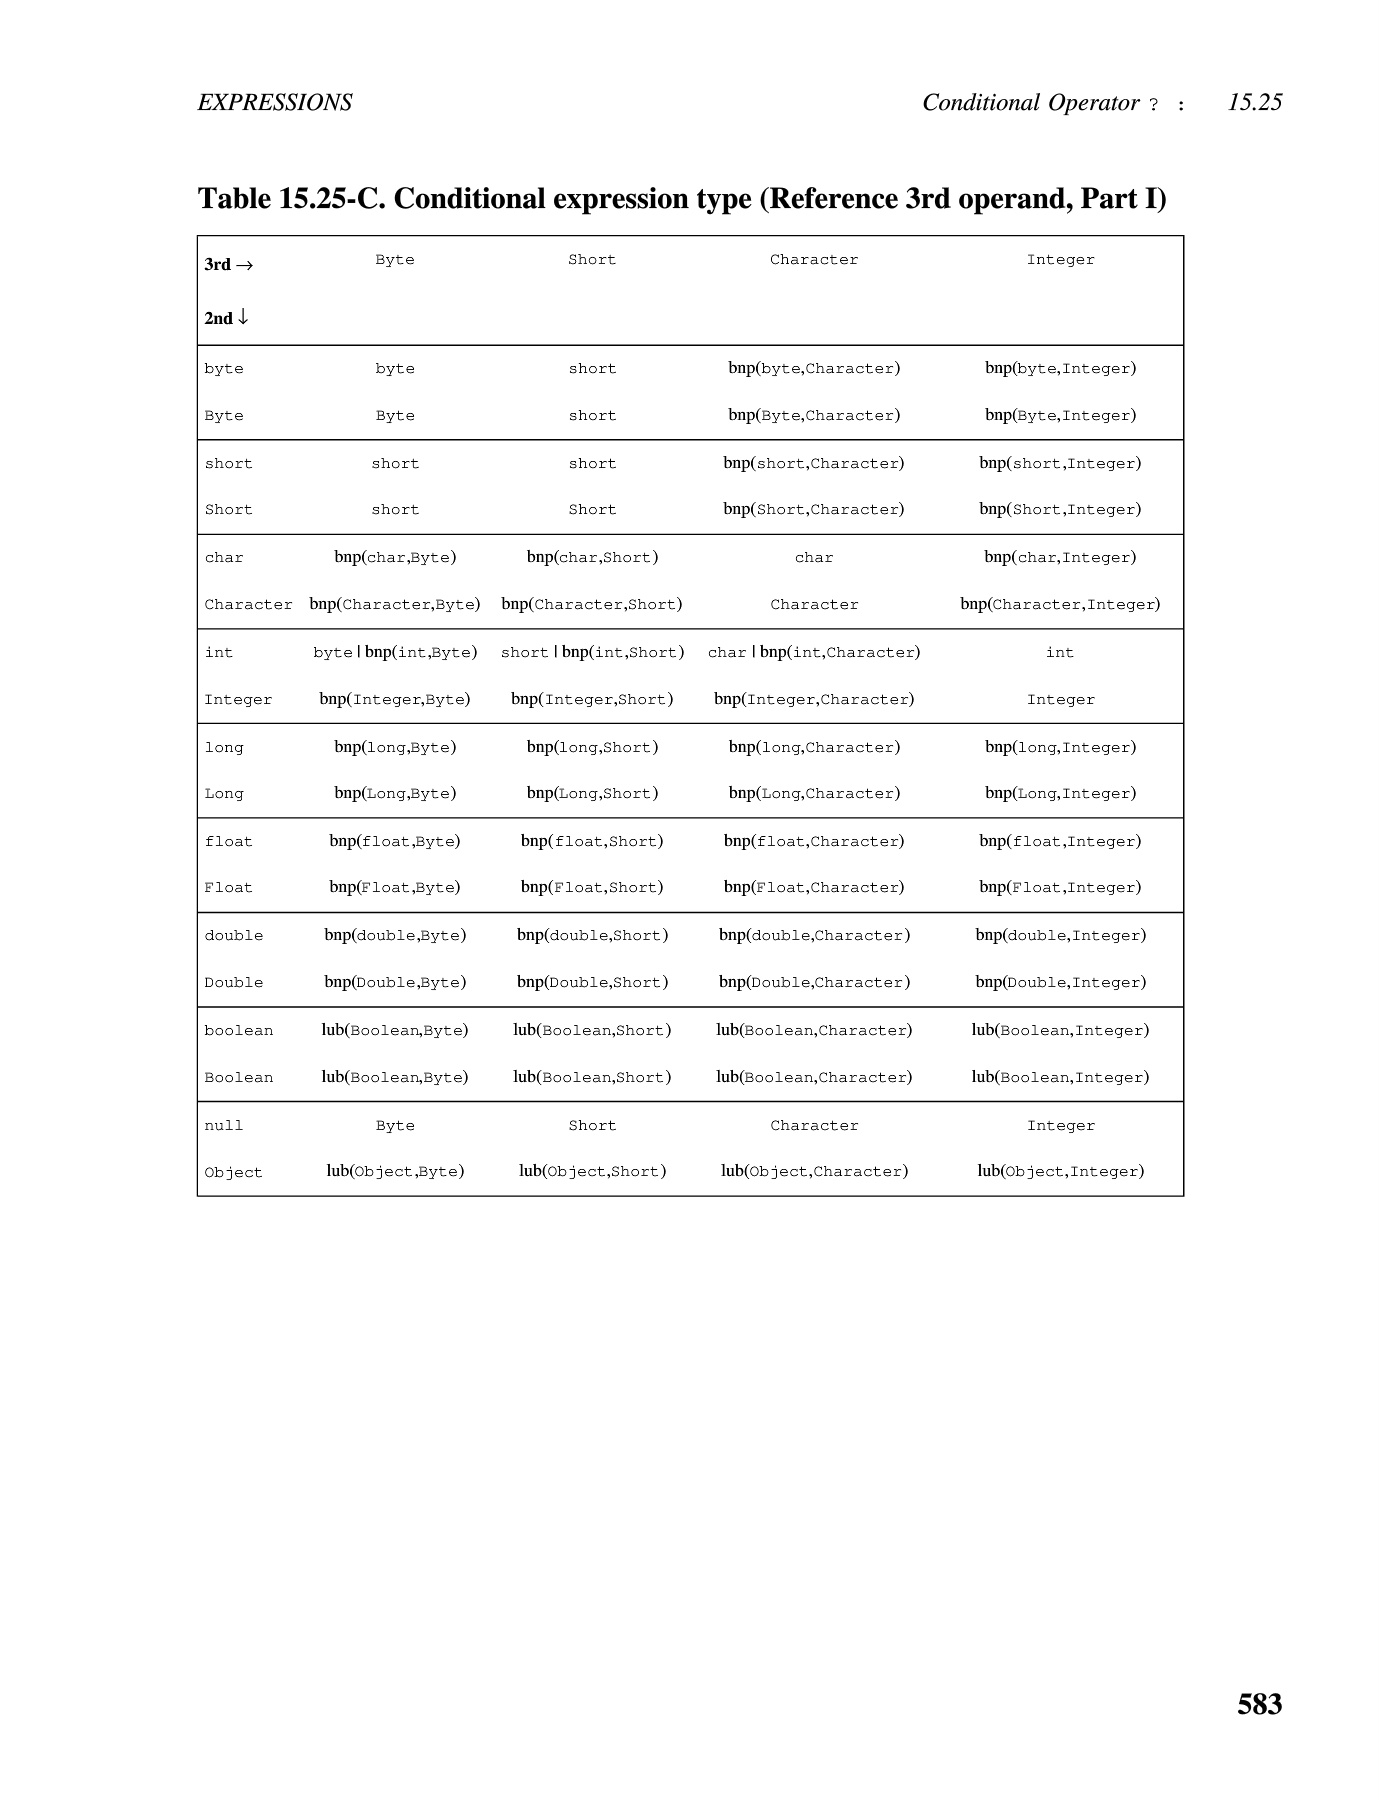 EXPRESSIONS Conditional Operator ? : 15.25
Table 15.25-C. Conditional expression type (Reference 3rd operand, Part I)
3rd → Byte Short Character Integer
2nd ↓
byte byte short bnp(byte,Character) bnp(byte,Integer)
Byte Byte short bnp(Byte,Character) bnp(Byte,Integer)
short short short bnp(short,Character) bnp(short,Integer)
Short short Short bnp(Short,Character) bnp(Short,Integer)
char bnp(char,Byte) bnp(char,Short) char bnp(char,Integer)
Character bnp(Character,Byte) bnp(Character,Short) Character bnp(Character,Integer)
int byte | bnp(int,Byte) short | bnp(int,Short) char | bnp(int,Character) int
Integer bnp(Integer,Byte) bnp(Integer,Short) bnp(Integer,Character) Integer
long bnp(long,Byte) bnp(long,Short) bnp(long,Character) bnp(long,Integer)
Long bnp(Long,Byte) bnp(Long,Short) bnp(Long,Character) bnp(Long,Integer)
float bnp(float,Byte) bnp(float,Short) bnp(float,Character) bnp(float,Integer)
Float bnp(Float,Byte) bnp(Float,Short) bnp(Float,Character) bnp(Float,Integer)
double bnp(double,Byte) bnp(double,Short) bnp(double,Character) bnp(double,Integer)
Double bnp(Double,Byte) bnp(Double,Short) bnp(Double,Character) bnp(Double,Integer)
boolean lub(Boolean,Byte) lub(Boolean,Short) lub(Boolean,Character) lub(Boolean,Integer)
Boolean lub(Boolean,Byte) lub(Boolean,Short) lub(Boolean,Character) lub(Boolean,Integer)
null Byte Short Character Integer
Object lub(Object,Byte) lub(Object,Short) lub(Object,Character) lub(Object,Integer)
583